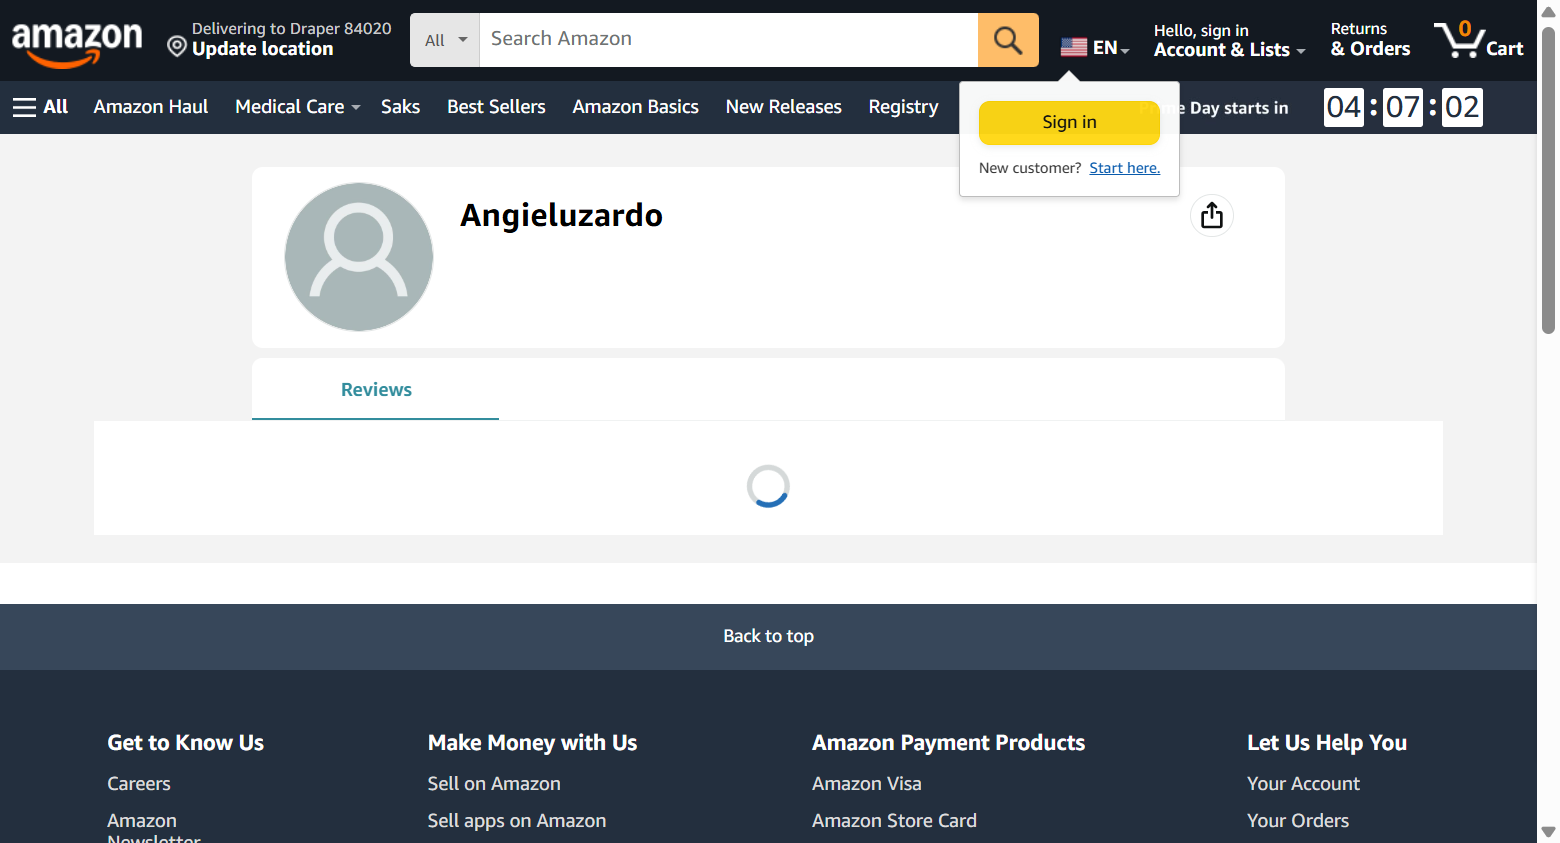 amazon
Delivering to Draper 84020
Update location
All
Search Amazon
EN
Hello, sign in
Account & Lists
Returns
& Orders
0
Cart
All
Amazon Haul
Medical Care
Saks
Best Sellers
Amazon Basics
New Releases
Registry
Prime Day starts in
04 : 07 : 02
Sign in
New customer? Start here.
Angieluzardo
Reviews
Back to top
Get to Know Us
Careers
Amazon
Newsletter
Make Money with Us
Sell on Amazon
Sell apps on Amazon
Amazon Payment Products
Amazon Visa
Amazon Store Card
Let Us Help You
Your Account
Your Orders